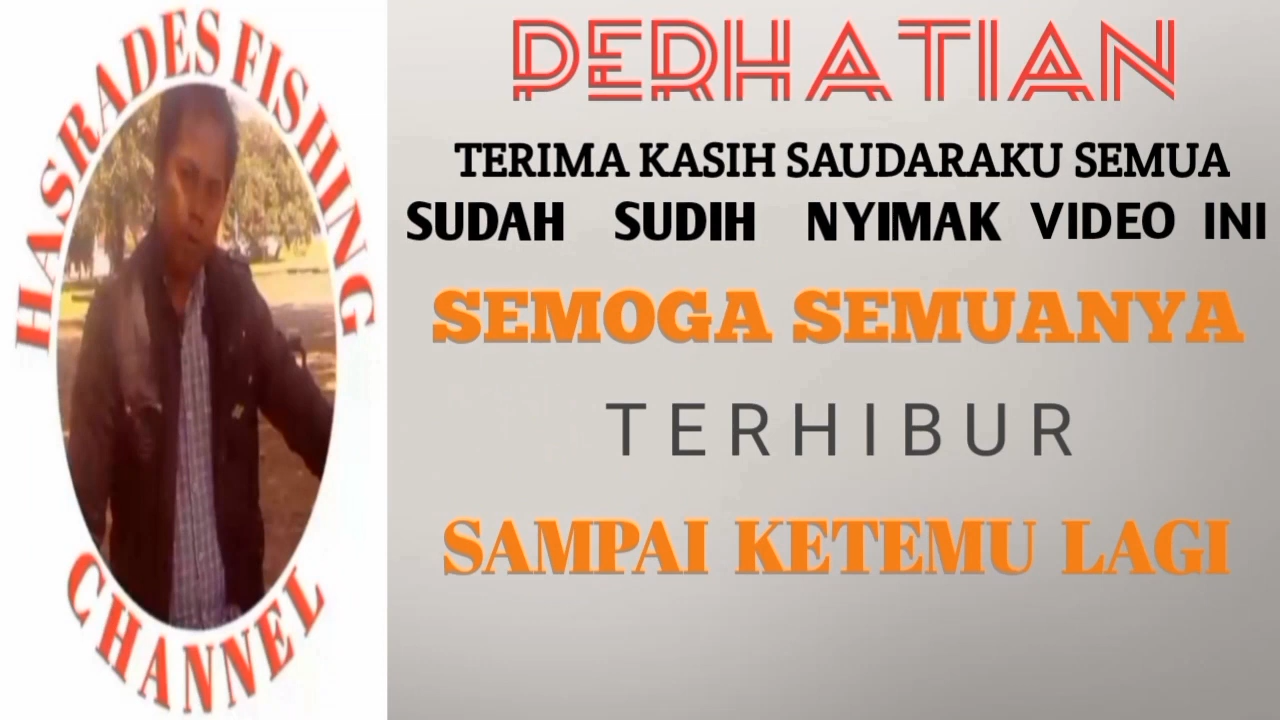 HASRADES FISHING
CHANNEL
PERHATIAN
TERIMA KASIH SAUDARAKU SEMUA
SUDAH SUDIH NYIMAK VIDEO INI
SEMOGA SEMUANYA
TERHIBUR
SAMPAI KETEMU LAGI